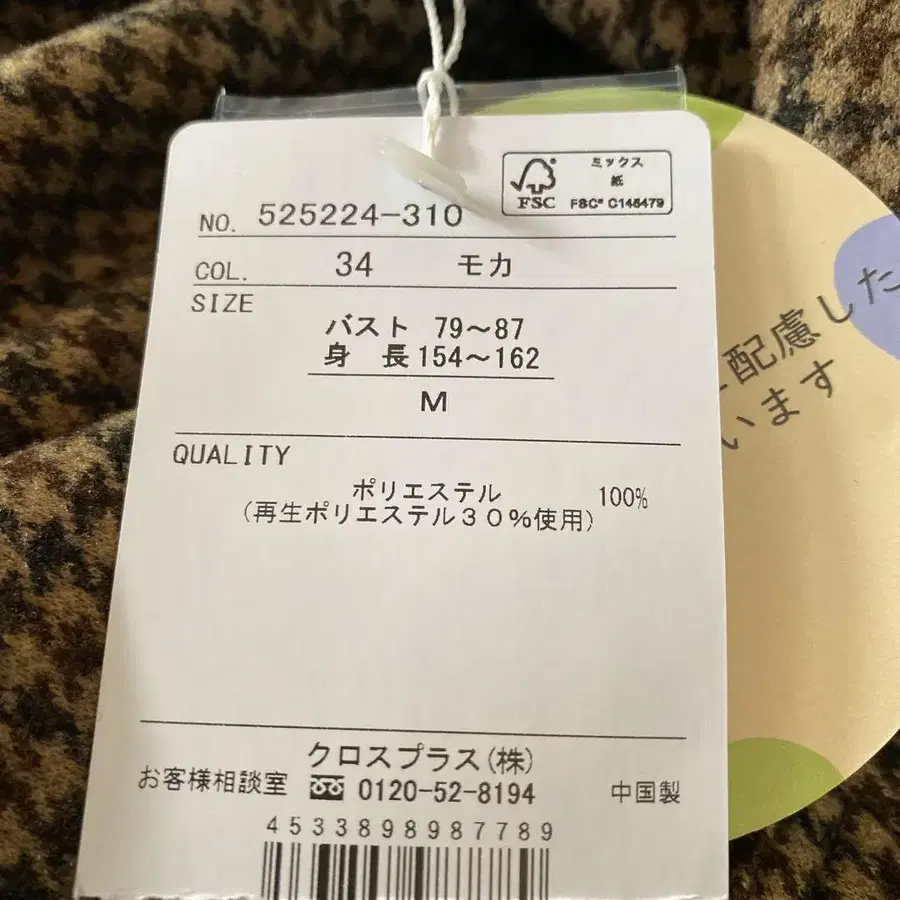 ミックス
紙
FSC
FSC® C145479
NO. 525224-310
COL. 34 モカ
SIZE
バスト 79～87
身 長 154～162
M
QUALITY
ポリエステル 100%
(再生ポリエステル30%使用)
クロスプラス(株)
お客様相談室 0120-52-8194 中国製
4533898987789
配慮した
います